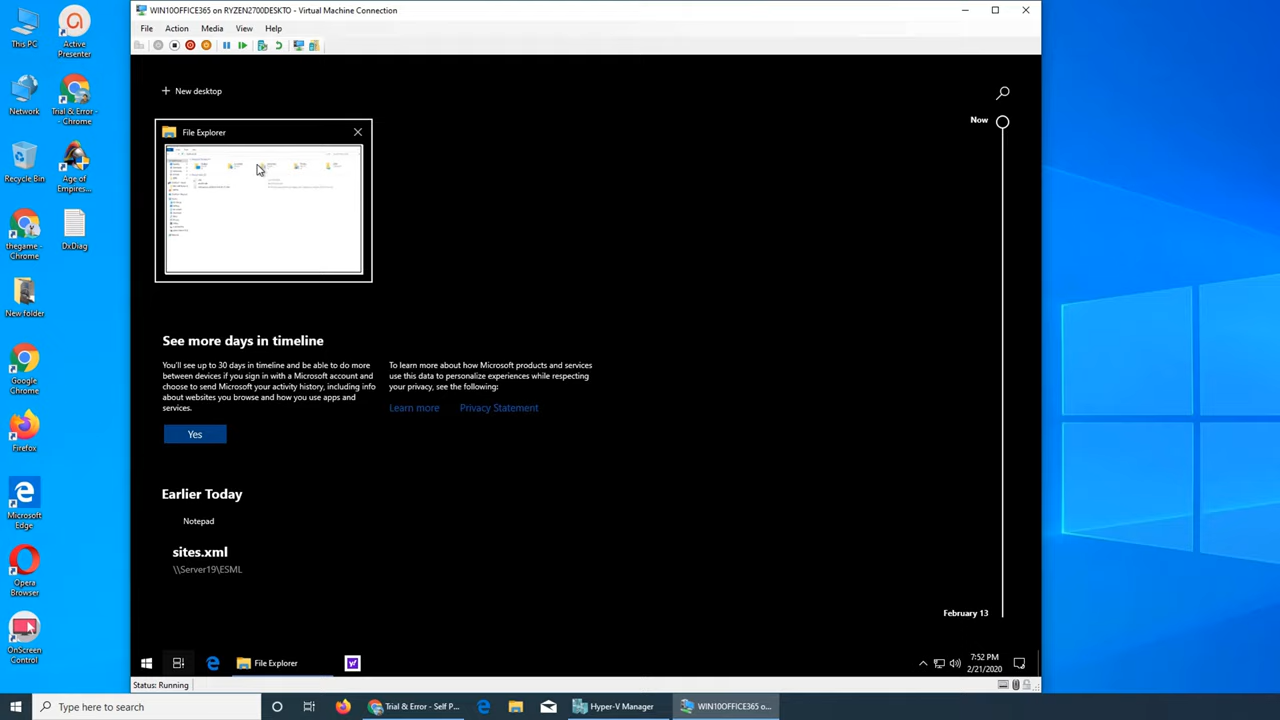 WIN10OFFICE365 on RYZEN2700DESKTO - Virtual Machine Connection
File Action Media View Help
This PC
Active
Presenter
Network
Trial & Error -
- Chrome
Recycle Bin
Age of
Empires...
thegame -
Chrome
DxDiag
New folder
Google
Chrome
Firefox
Microsoft
Edge
Opera
Browser
OnScreen
Control
New desktop
Now
File Explorer
See more days in timeline
You'll see up to 30 days in timeline and be able to do more
between devices if you sign in with a Microsoft account and
choose to send Microsoft your activity history, including info
about websites you browse and how you use apps and
services.
To learn more about how Microsoft products and services
use this data to personalize experiences while respecting
your privacy, see the following:
Learn more Privacy Statement
Yes
Earlier Today
Notepad
sites.xml
\\Server19\ESML
February 13
File Explorer
7:52 PM
2/21/2020
Status: Running
Type here to search
Trial & Error - Self P...
Hyper-V Manager
WIN10OFFICE365 o...